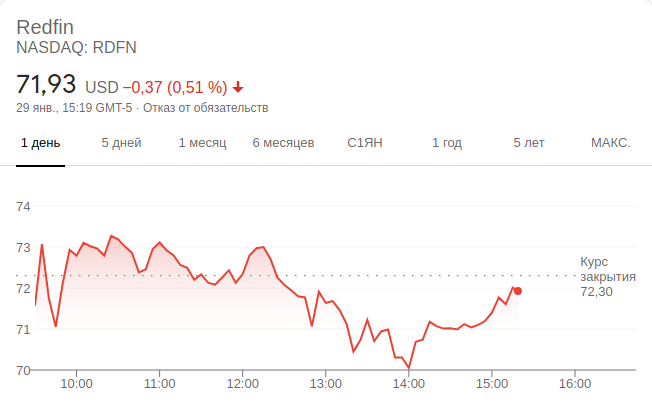 Redfin
NASDAQ: RDFN
71,93 USD −0,37 (0,51 %)
29 янв., 15:19 GMT-5 · Отказ от обязательств
1 день 5 дней 1 месяц 6 месяцев С1ЯН 1 год 5 лет МАКС.
74
73
72
71
70
Курс
закрытия
72,30
10:00 11:00 12:00 13:00 14:00 15:00 16:00